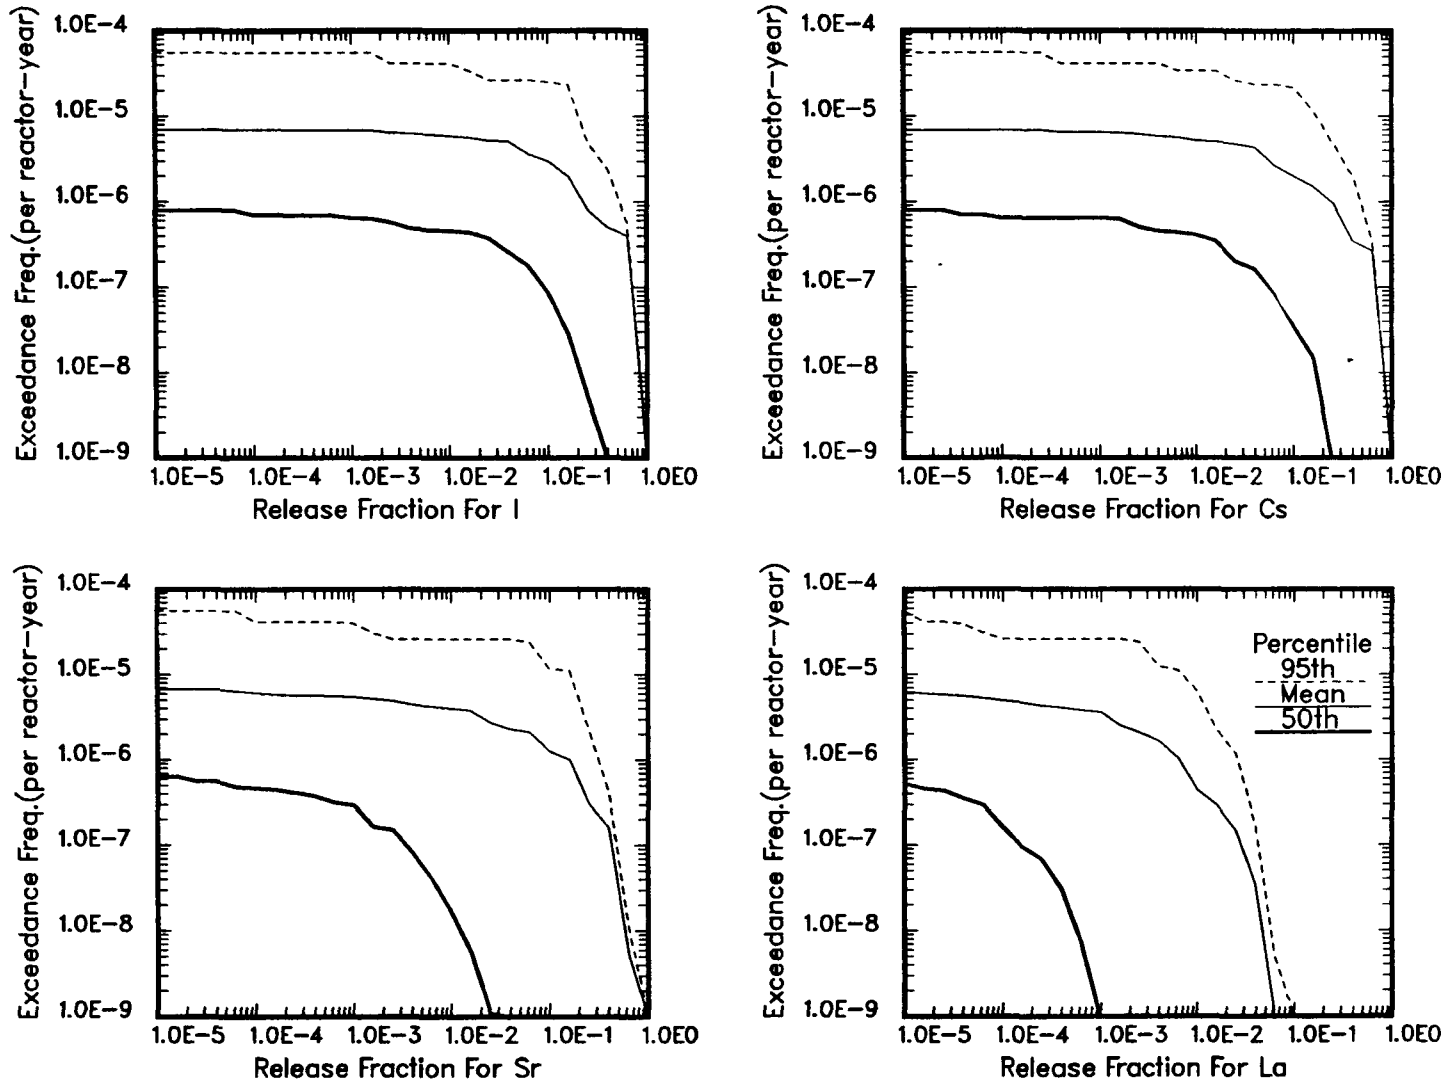 Exceedance Freq.(per reactor-year)
1.0E-4
1.0E-5
1.0E-6
1.0E-7
1.0E-8
1.0E-9
1.0E-5 1.0E-4 1.0E-3 1.0E-2 1.0E-1 1.0E0
Release Fraction For I
Exceedance Freq.(per reactor-year)
1.0E-4
1.0E-5
1.0E-6
1.0E-7
1.0E-8
1.0E-9
1.0E-5 1.0E-4 1.0E-3 1.0E-2 1.0E-1 1.0E0
Release Fraction For Cs
Exceedance Freq.(per reactor-year)
1.0E-4
1.0E-5
1.0E-6
1.0E-7
1.0E-8
1.0E-9
1.0E-5 1.0E-4 1.0E-3 1.0E-2 1.0E-1 1.0E0
Release Fraction For Sr
Exceedance Freq.(per reactor-year)
1.0E-4
1.0E-5
1.0E-6
1.0E-7
1.0E-8
1.0E-9
Percentile
95th
Mean
50th
1.0E-5 1.0E-4 1.0E-3 1.0E-2 1.0E-1 1.0E0
Release Fraction For La